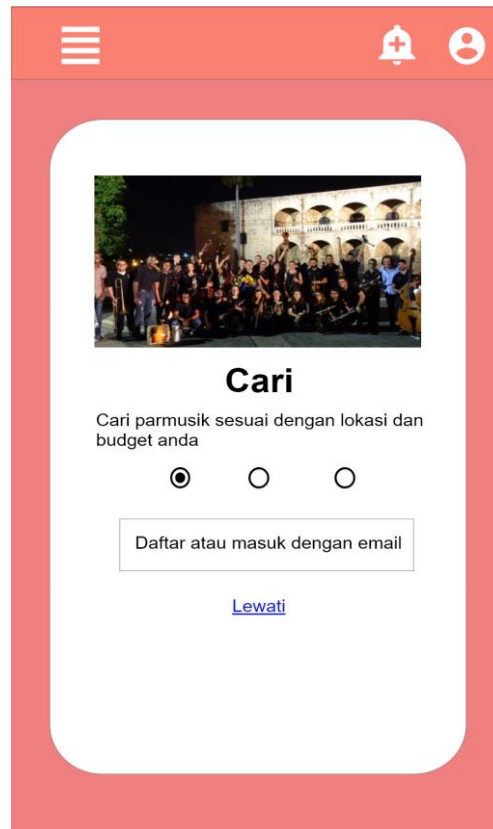 Cari
Cari parmusik sesuai dengan lokasi dan
budget anda
Daftar atau masuk dengan email
Lewati